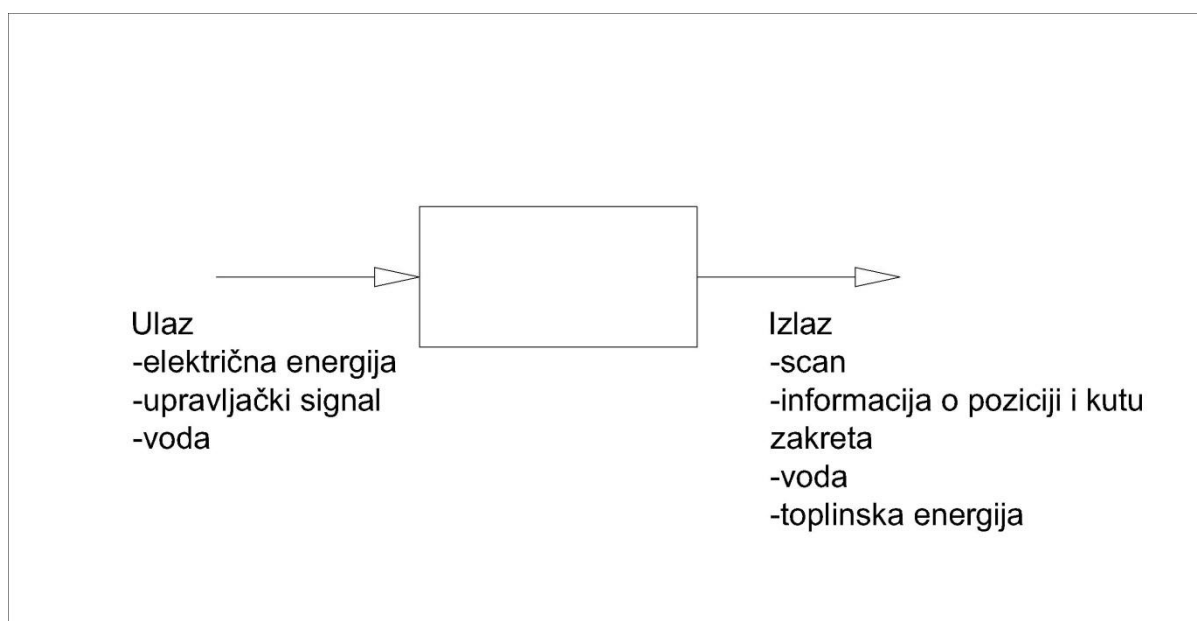 Ulaz
-električna energija
-upravljački signal
-voda
Izlaz
-scan
-informacija o poziciji i kutu
zakreta
-voda
-toplinska energija